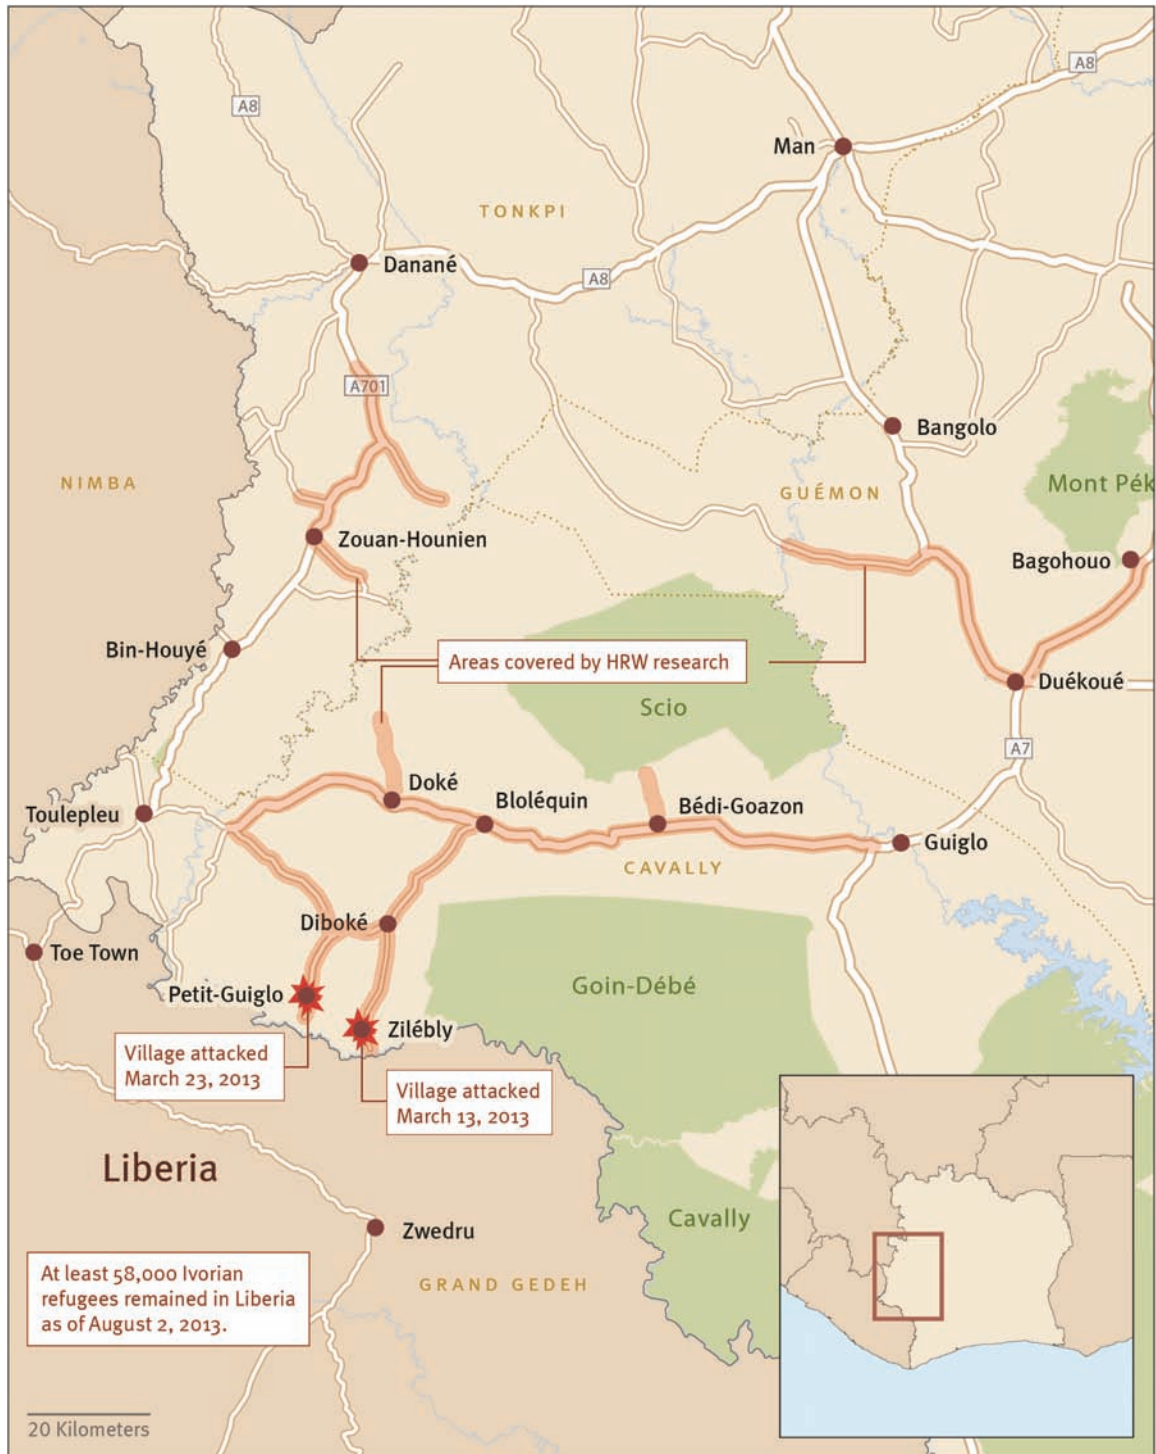 A8
A8
Man
TONKPI
Danané
A8
A701
Bangolo
NIMBA
GUÉMON
Mont Pék
Zouan-Hounien
Bagohouo
Bin-Houyé
Areas covered by HRW research
Duékoué
Scio
A7
Doké
Bloléquin
Bédi-Goazon
Toulepleu
Guiglo
CAVALLY
Diboké
Toe Town
Goin-Débé
Petit-Guiglo
Zilébly
Village attacked
March 23, 2013
Village attacked
March 13, 2013
Liberia
Cavally
Zwedru
At least 58,000 Ivorian
refugees remained in Liberia
as of August 2, 2013.
GRAND GEDEH
20 Kilometers